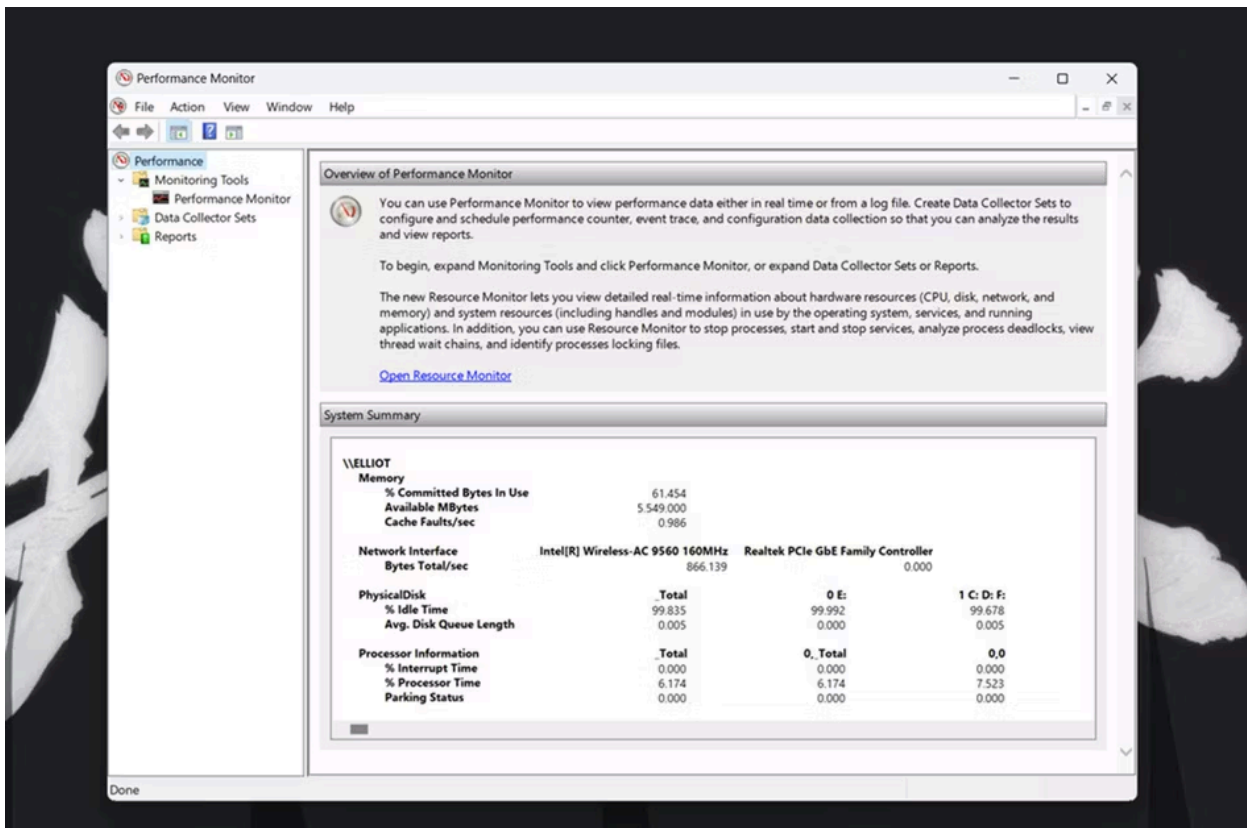 Performance Monitor
File Action View Window Help
Performance
Monitoring Tools
Performance Monitor
Data Collector Sets
Reports
Overview of Performance Monitor
You can use Performance Monitor to view performance data either in real time or from a log file. Create Data Collector Sets to
configure and schedule performance counter, event trace, and configuration data collection so that you can analyze the results
and view reports.
To begin, expand Monitoring Tools and click Performance Monitor, or expand Data Collector Sets or Reports.
The new Resource Monitor lets you view detailed real-time information about hardware resources (CPU, disk, network, and
memory) and system resources (including handles and modules) in use by the operating system, services, and running
applications. In addition, you can use Resource Monitor to stop processes, start and stop services, analyze process deadlocks, view
thread wait chains, and identify processes locking files.
Open Resource Monitor
System Summary
\\ELLIOT
Memory
% Committed Bytes In Use 61.454
Available MBytes 5.549.000
Cache Faults/sec 0.986
Network Interface Intel[R] Wireless-AC 9560 160MHz Realtek PCIe GbE Family Controller
Bytes Total/sec 866.139 0.000
PhysicalDisk _Total 0 E: 1 C: D: F:
% Idle Time 99.835 99.992 99.678
Avg. Disk Queue Length 0.005 0.000 0.005
Processor Information _Total 0,_Total 0,0
% Interrupt Time 0.000 0.000 0.000
% Processor Time 6.174 6.174 7.523
Parking Status 0.000 0.000 0.000
Done